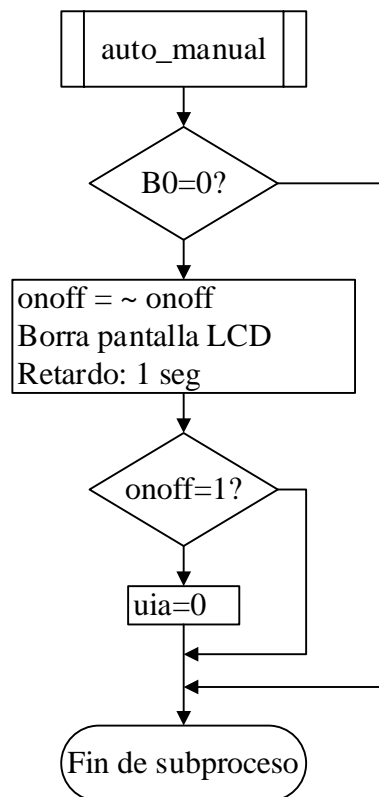 auto_manual
B0=0?
onoff = ~ onoff
Borra pantalla LCD
Retardo: 1 seg
onoff=1?
uia=0
Fin de subproceso